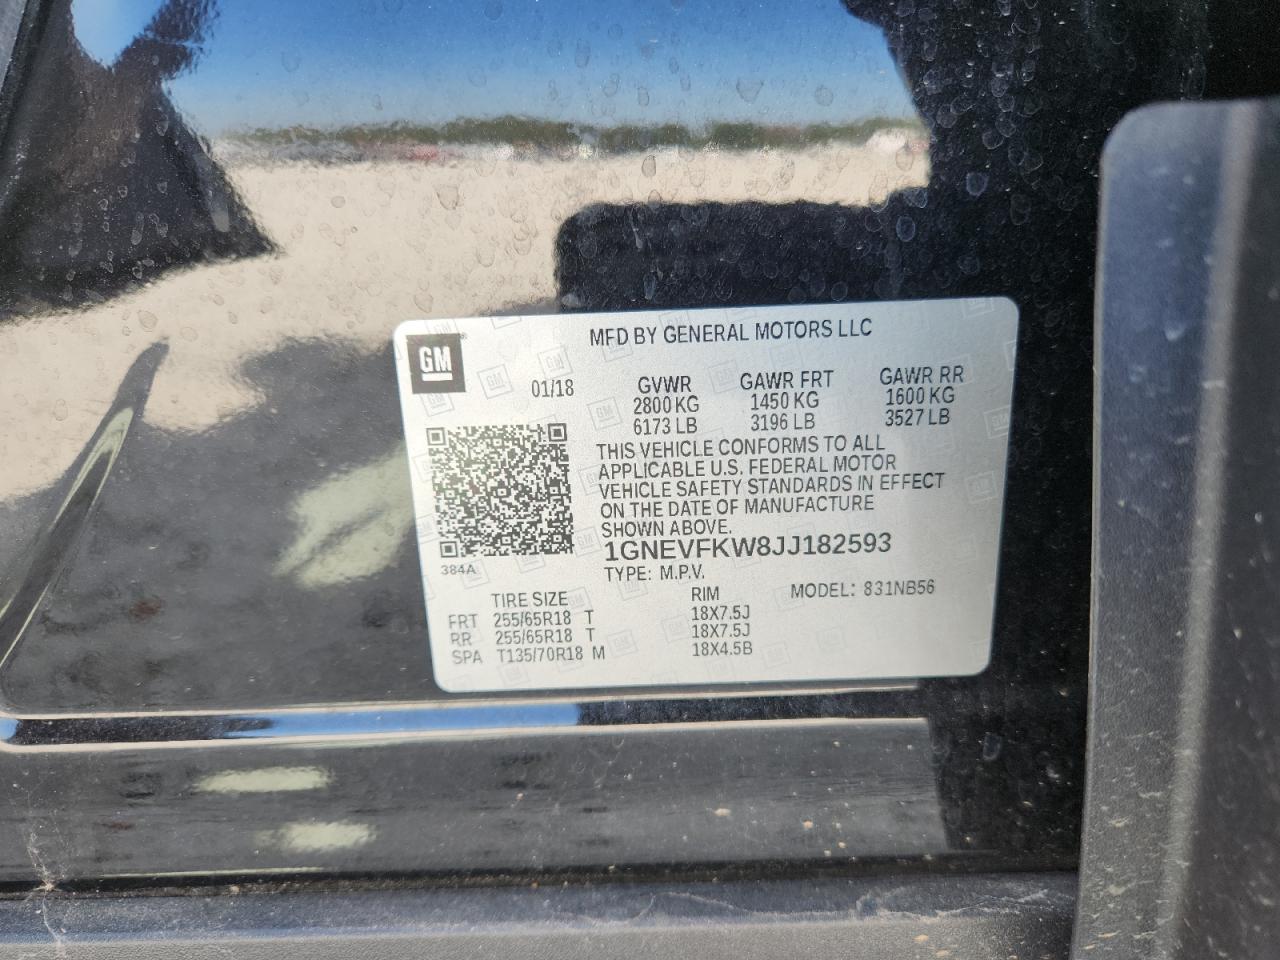 MFD BY GENERAL MOTORS LLC
GM
01/18 GVWR GAWR FRT GAWR RR
2800 KG 1450 KG 1600 KG
6173 LB 3196 LB 3527 LB
THIS VEHICLE CONFORMS TO ALL
APPLICABLE U.S. FEDERAL MOTOR
VEHICLE SAFETY STANDARDS IN EFFECT
ON THE DATE OF MANUFACTURE
SHOWN ABOVE.
1GNEVFKW8JJ182593
384A
TYPE: M.P.V. MODEL: 831NB56
TIRE SIZE RIM
FRT 255/65R18 T 18X7.5J
RR 255/65R18 T 18X7.5J
SPA T135/70R18 M 18X4.5B